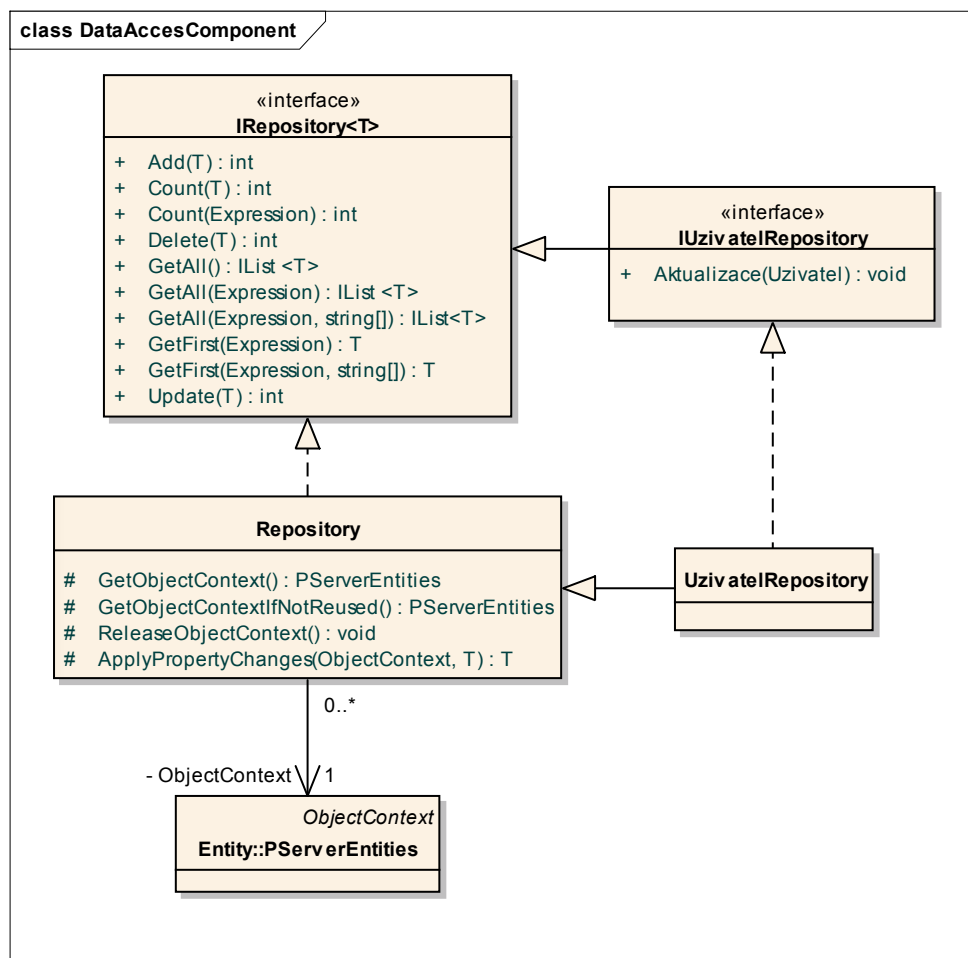 class DataAccesComponent
«interface»
IRepository<T>
+ Add(T) : int
+ Count(T) : int
+ Count(Expression) : int
+ Delete(T) : int
+ GetAll() : IList <T>
+ GetAll(Expression) : IList <T>
+ GetAll(Expression, string[]) : IList<T>
+ GetFirst(Expression) : T
+ GetFirst(Expression, string[]) : T
+ Update(T) : int
«interface»
IUzivatelRepository
+ Aktualizace(Uzivatel) : void
Repository
# GetObjectContext() : PServerEntities
# GetObjectContextIfNotReused() : PServerEntities
# ReleaseObjectContext() : void
# ApplyPropertyChanges(ObjectContext, T) : T
UzivatelRepository
0..*
- ObjectContext 1
ObjectContext
Entity::PServerEntities